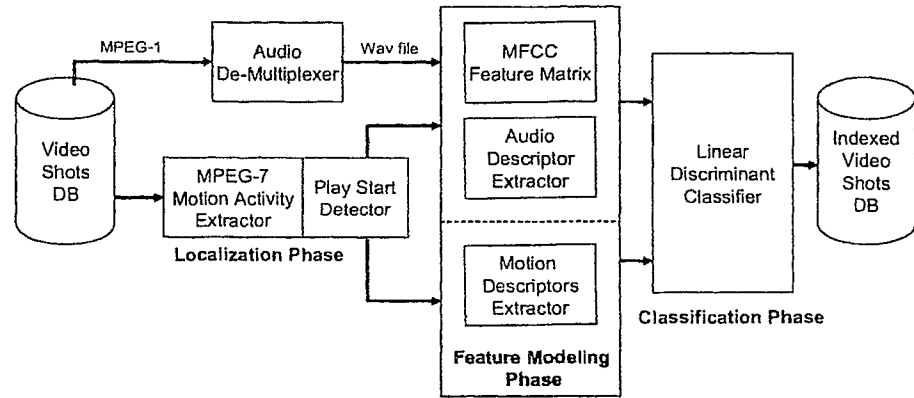 MPEG-1
Audio
De-Multiplexer
Wav file
MFCC
Feature Matrix
Video
Shots
DB
MPEG-7
Motion Activity
Extractor
Play Start
Detector
Localization Phase
Audio
Descriptor
Extractor
Motion
Descriptors
Extractor
Feature Modeling
Phase
Linear
Discriminant
Classifier
Classification Phase
Indexed
Video
Shots
DB